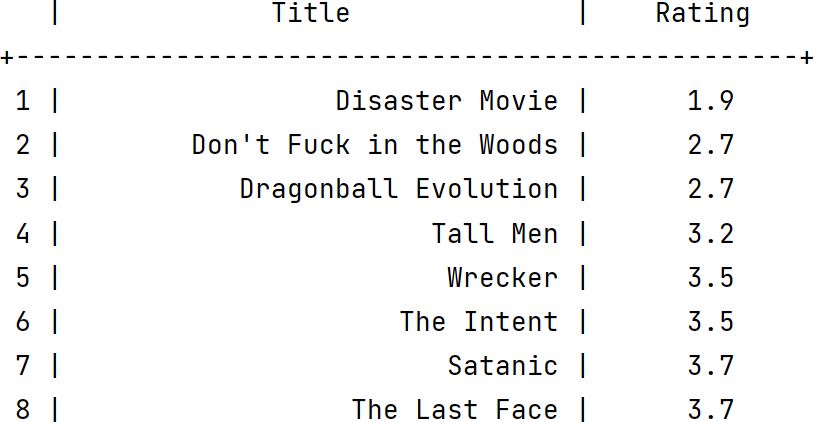 | Title | Rating
+-------------------------------------------------+
1 | Disaster Movie | 1.9
2 | Don't Fuck in the Woods | 2.7
3 | Dragonball Evolution | 2.7
4 | Tall Men | 3.2
5 | Wrecker | 3.5
6 | The Intent | 3.5
7 | Satanic | 3.7
8 | The Last Face | 3.7